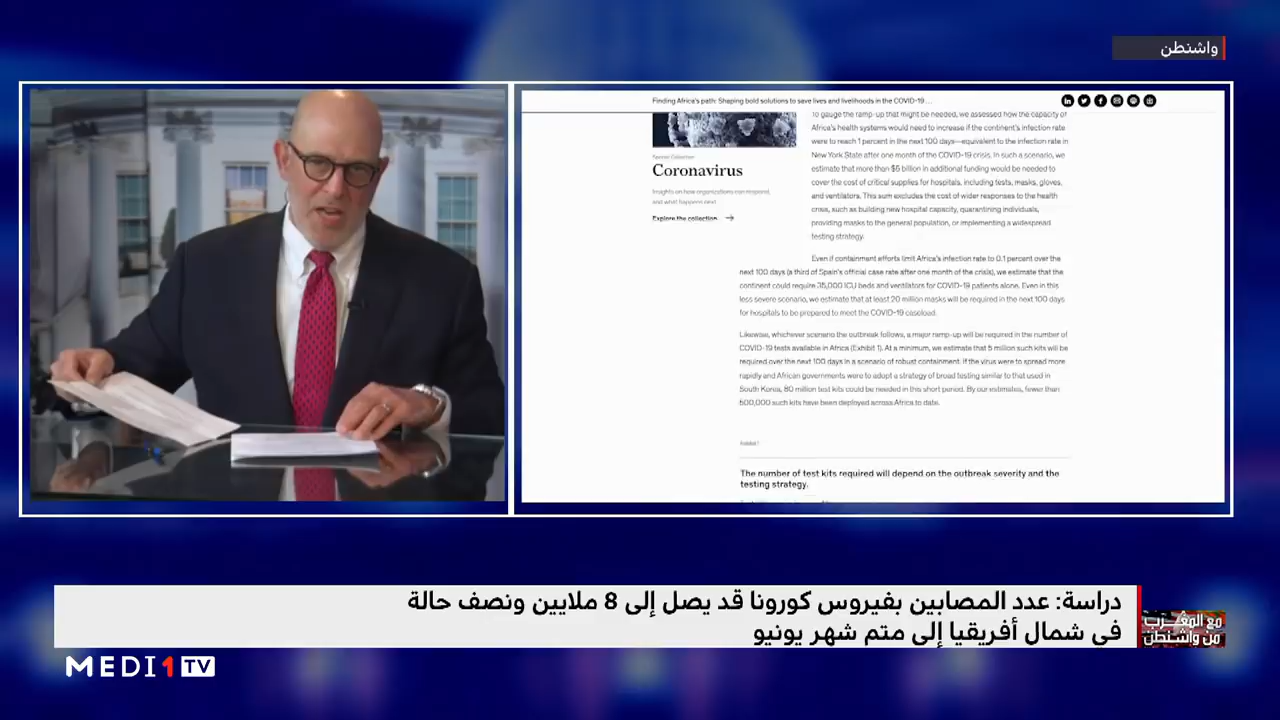 واشنطن
Finding Africa's path: Shaping bold solutions to save lives and livelihoods in the COVID-19 ...
Special Collection
Coronavirus
Insights on how organizations can respond,
and what happens next.
Explore the collection →
To gauge the ramp-up that might be needed, we assessed how the capacity of
Africa's health systems would need to increase if the continent's infection rate
were to reach 1 percent in the next 100 days—equivalent to the infection rate in
New York State after one month of the COVID-19 crisis. In such a scenario, we
estimate that more than $5 billion in additional funding would be needed to
cover the cost of critical supplies for hospitals, including tests, masks, gloves,
and ventilators. This sum excludes the cost of wider responses to the health
crisis, such as building new hospital capacity, quarantining individuals,
providing masks to the general population, or implementing a widespread
testing strategy.
Even if containment efforts limit Africa's infection rate to 0.1 percent over the
next 100 days (a third of Spain's official case rate after one month of the crisis), we estimate that the
continent could require 35,000 ICU beds and ventilators for COVID-19 patients alone. Even in this
less severe scenario, we estimate that at least 20 million masks will be required in the next 100 days
for hospitals to be prepared to meet the COVID-19 caseload.
Likewise, whichever scenario the outbreak follows, a major ramp-up will be required in the number of
COVID-19 tests available in Africa (Exhibit 1). At a minimum, we estimate that 5 million such kits will be
required over the next 100 days in a scenario of robust containment. If the virus were to spread more
rapidly and African governments were to adopt a strategy of broad testing similar to that used in
South Korea, 80 million test kits could be needed in this short period. By our estimates, fewer than
500,000 such kits have been deployed across Africa to date.
Exhibit 1
The number of test kits required will depend on the outbreak severity and the
testing strategy.
دراسة: عدد المصابين بفيروس كورونا قد يصل إلى 8 ملايين ونصف حالة
في شمال أفريقيا إلى متم شهر يونيو
مع المغرب
من واشنطن
MEDI1 TV